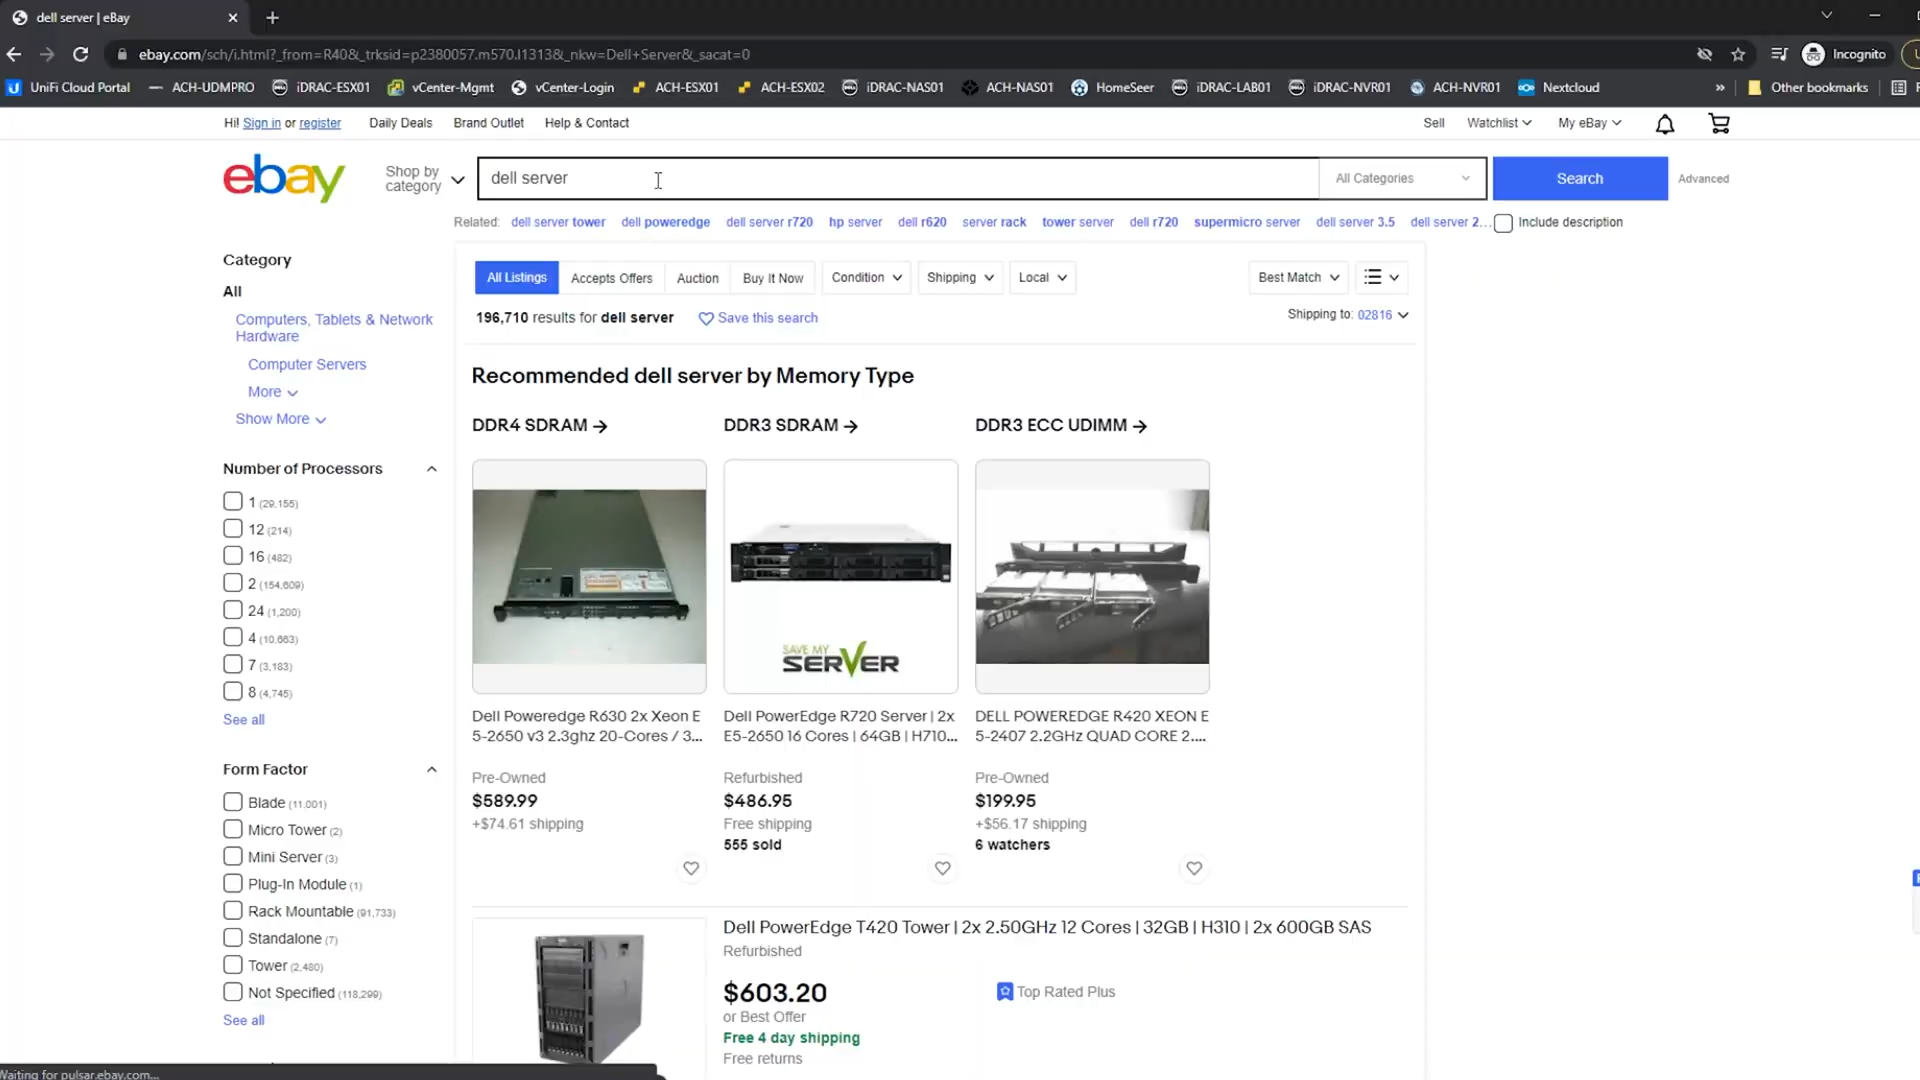 dell server | eBay
ebay.com/sch/i.html?_from=R40&_trksid=p2380057.m570.l1313&_nkw=Dell+Server&_sacat=0
Incognito
UniFi Cloud Portal
ACH-UDMPRO
iDRAC-ESX01
vCenter-Mgmt
vCenter-Login
ACH-ESX01
ACH-ESX02
iDRAC-NAS01
ACH-NAS01
HomeSeer
iDRAC-LAB01
iDRAC-NVR01
ACH-NVR01
Nextcloud
»
Other bookmarks
Hi! Sign in or register
Daily Deals
Brand Outlet
Help & Contact
Sell
Watchlist
My eBay
ebay
Shop by
category
dell server
All Categories
Search
Advanced
Related: dell server tower dell poweredge dell server r720 hp server dell r620 server rack tower server dell r720 supermicro server dell server 3.5 dell server 2...
Include description
Category
All
Computers, Tablets & Network
Hardware
Computer Servers
More
Show More
Number of Processors
1 (29,155)
12 (214)
16 (482)
2 (154,609)
24 (1,200)
4 (10,663)
7 (3,183)
8 (4,745)
See all
Form Factor
Blade (11,001)
Micro Tower (2)
Mini Server (3)
Plug-In Module (1)
Rack Mountable (91,733)
Standalone (7)
Tower (2,480)
Not Specified (118,299)
See all
All Listings
Accepts Offers
Auction
Buy It Now
Condition
Shipping
Local
Best Match
196,710 results for dell server
Save this search
Shipping to: 02816
Recommended dell server by Memory Type
DDR4 SDRAM →
DDR3 SDRAM →
DDR3 ECC UDIMM →
SAVE MY
SERVER
Dell Poweredge R630 2x Xeon E
5-2650 v3 2.3ghz 20-Cores / 3...
Pre-Owned
$589.99
+$74.61 shipping
Dell PowerEdge R720 Server | 2x
E5-2650 16 Cores | 64GB | H710...
Refurbished
$486.95
Free shipping
555 sold
DELL POWEREDGE R420 XEON E
5-2407 2.2GHz QUAD CORE 2....
Pre-Owned
$199.95
+$56.17 shipping
6 watchers
Dell PowerEdge T420 Tower | 2x 2.50GHz 12 Cores | 32GB | H310 | 2x 600GB SAS
Refurbished
$603.20
or Best Offer
Free 4 day shipping
Free returns
Top Rated Plus
Waiting for pulsar.ebay.com...